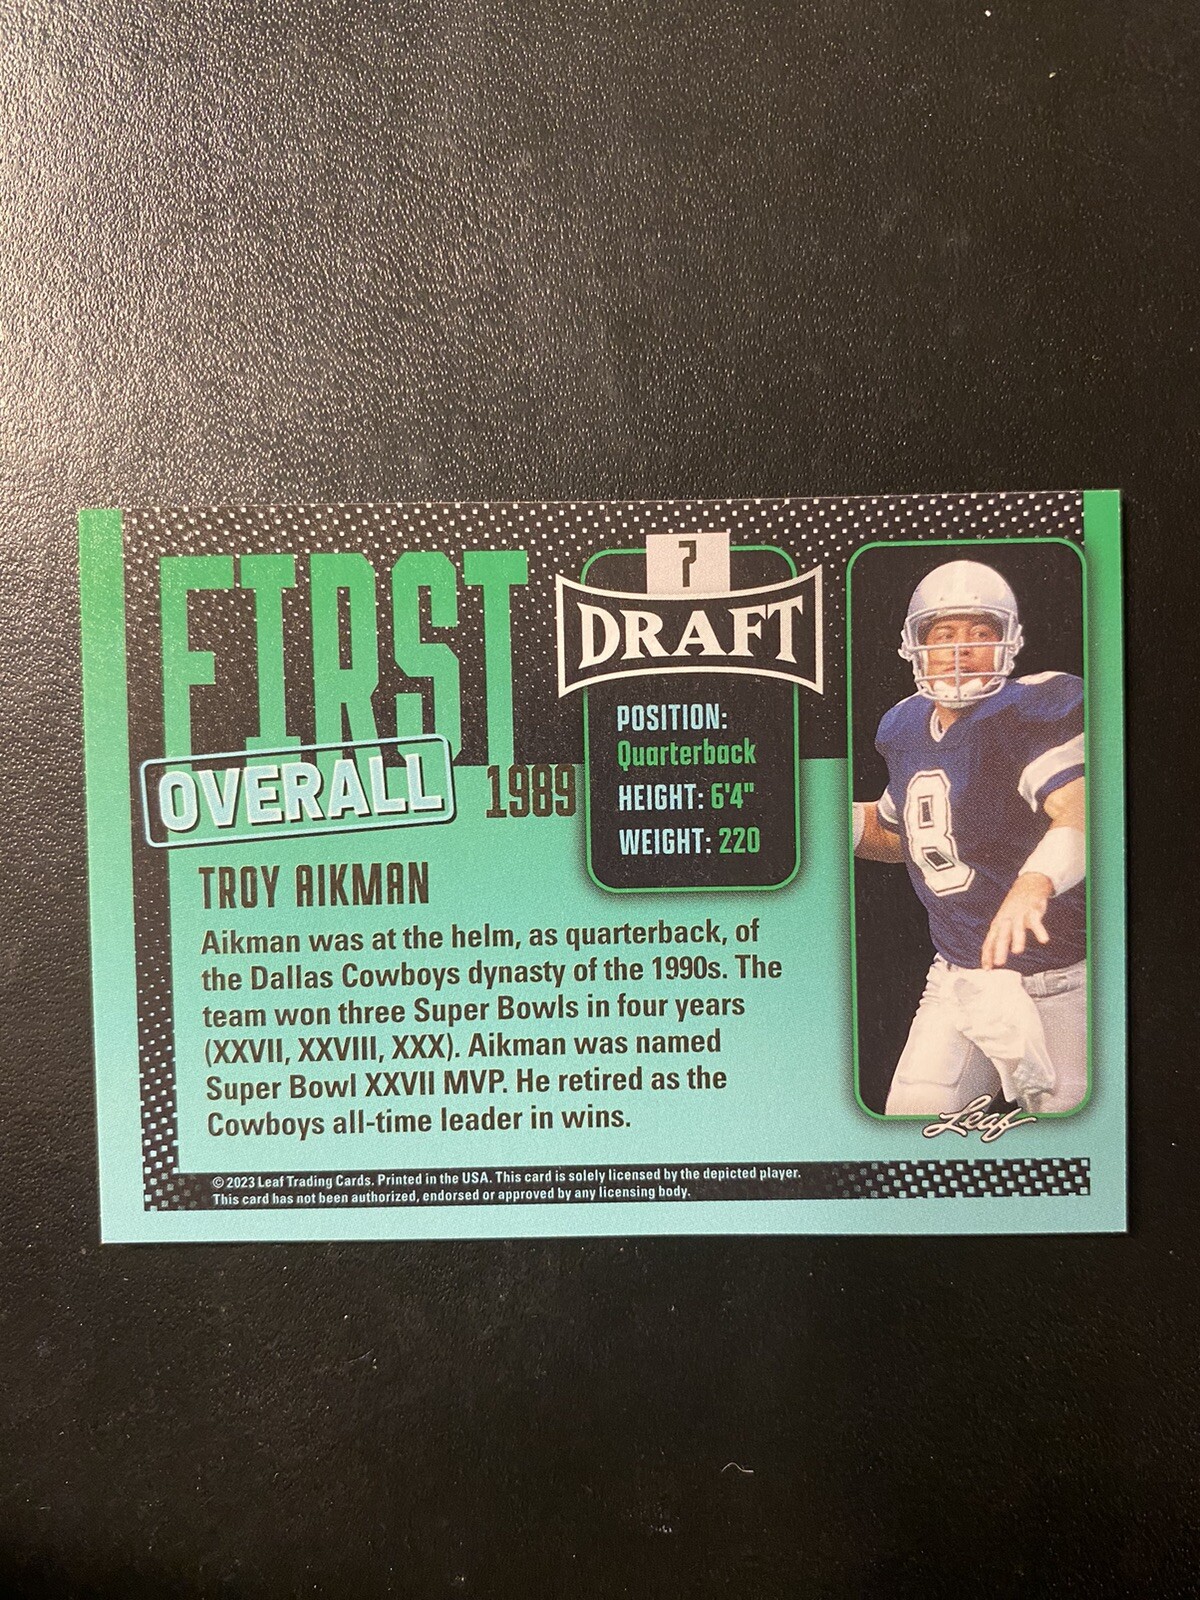 FIRST
OVERALL
1989
7
DRAFT
POSITION:
Quarterback
HEIGHT: 6'4"
WEIGHT: 220
8
8
TROY AIKMAN
Aikman was at the helm, as quarterback, of
the Dallas Cowboys dynasty of the 1990s. The
team won three Super Bowls in four years
(XXVII, XXVIII, XXX). Aikman was named
Super Bowl XXVII MVP. He retired as the
Cowboys all-time leader in wins.
Leaf
© 2023 Leaf Trading Cards. Printed in the USA. This card is solely licensed by the depicted player.
This card has not been authorized, endorsed or approved by any licensing body.